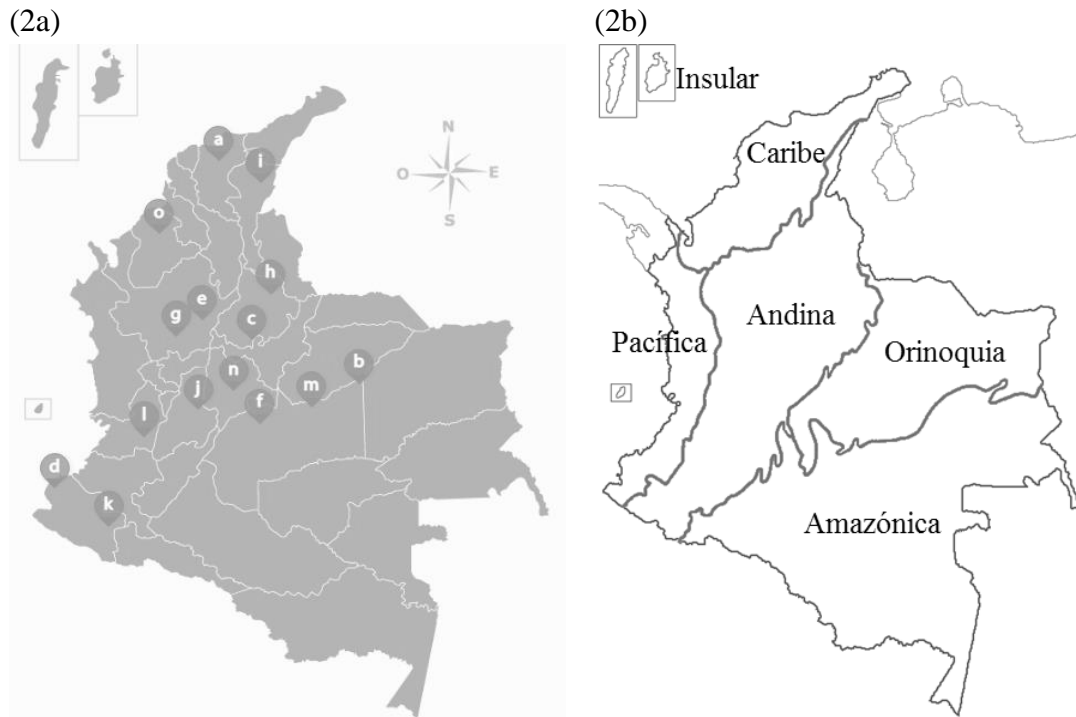 (2a)
(2b)
Insular
a
i
N
O
E
S
Caribe
o
h
e
g
c
Andina
Pacífica
Orinoquia
b
n
j
m
f
l
d
k
Amazónica